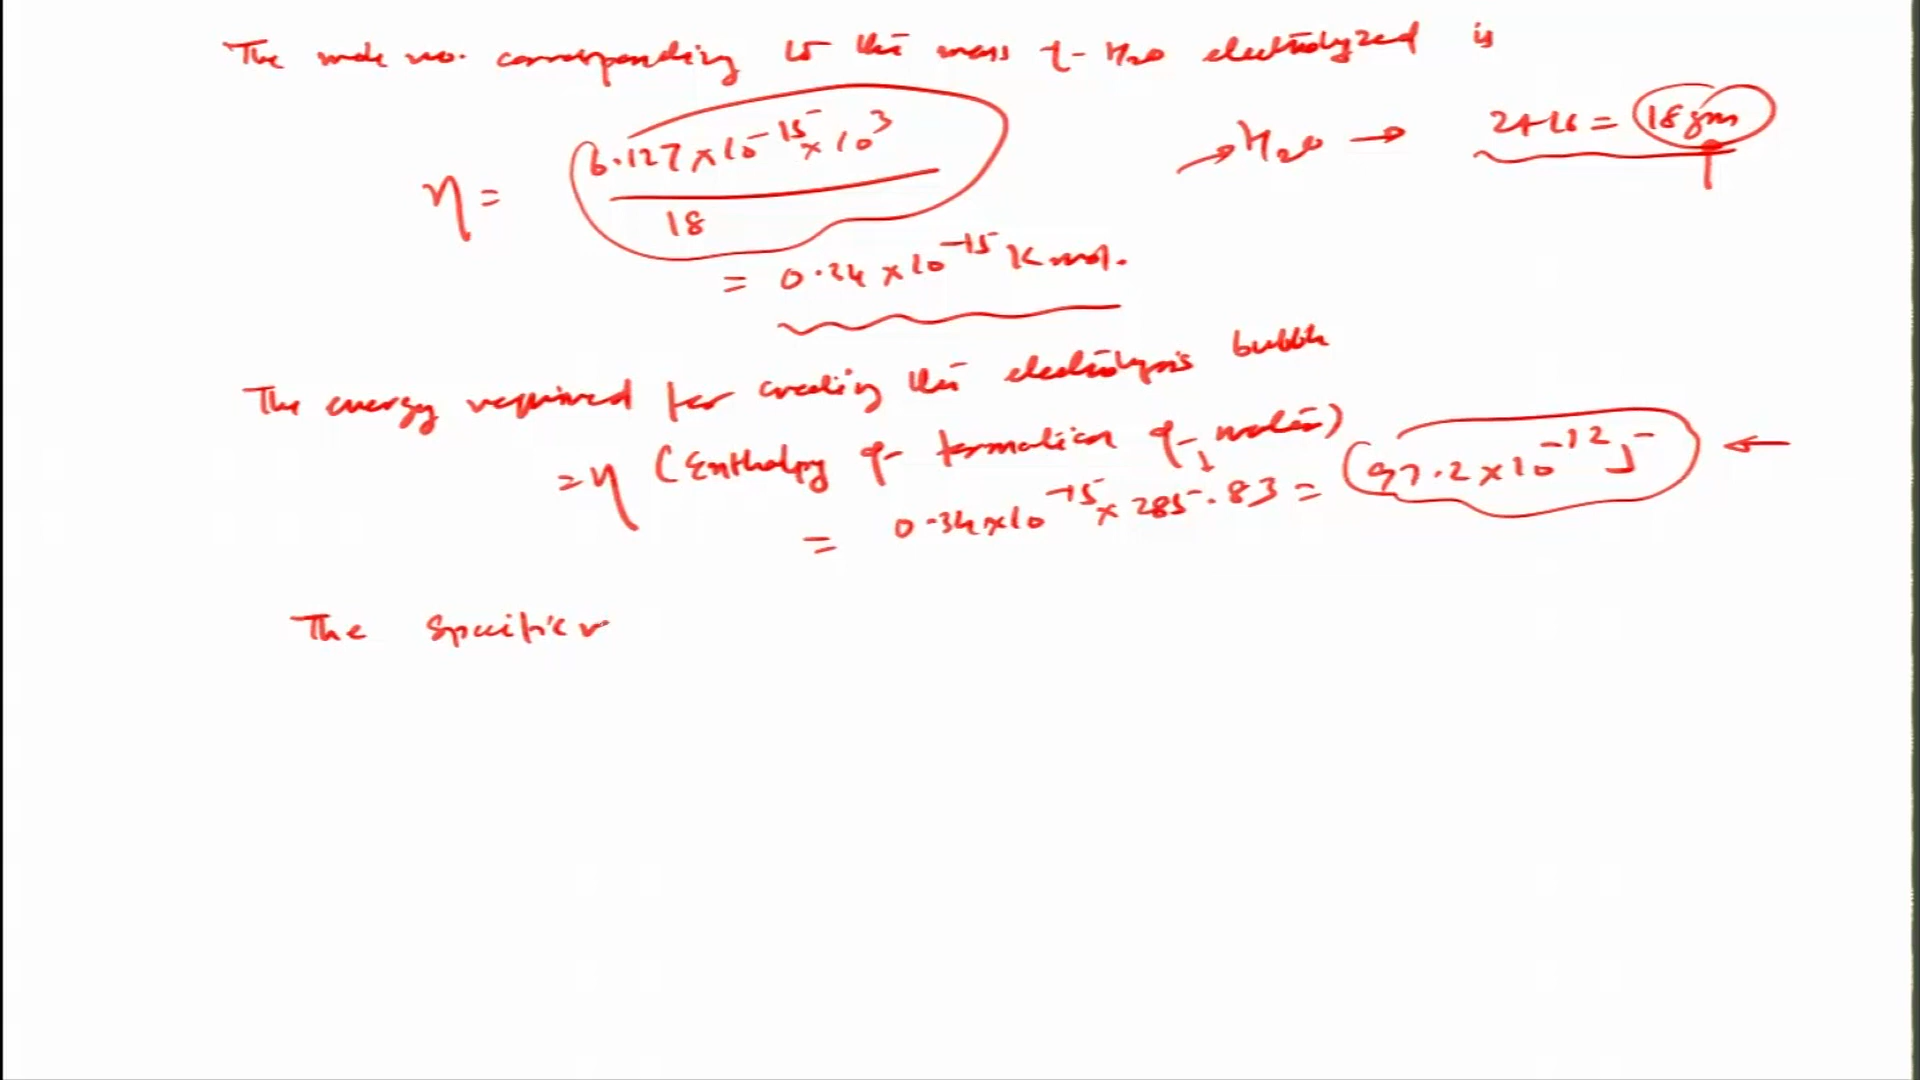 The mole no. corresponding to the mass of H2O electrolyzed is
η = 6.127 × 10^-15 × 10^3 / 18 → H2O → 2+16 = 18 gm
= 0.34 × 10^-15 K mol.
The energy required for creating the electrolysis bubble
= η (Enthalpy of formation of water)
= 0.34 × 10^-15 × 285.83 = 97.2 × 10^-12 J ←
The specific v